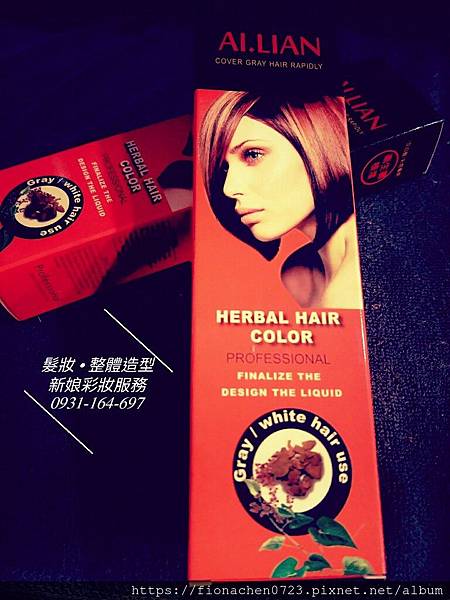 AI.LIAN
COVER GRAY HAIR RAPIDLY
AI.LIAN
HERBAL HAIR
COLOR
PROFESSIONAL
FINALIZE THE
DESIGN THE LIQUID
Gray / white hair use
Professional
HERBAL HAIR
COLOR
PROFESSIONAL
FINALIZE THE
DESIGN THE LIQUID
Gray / white hair use
髮妝•整體造型
新娘彩妝服務
0931-164-697
https://fionachen0723.pixnet.net/album